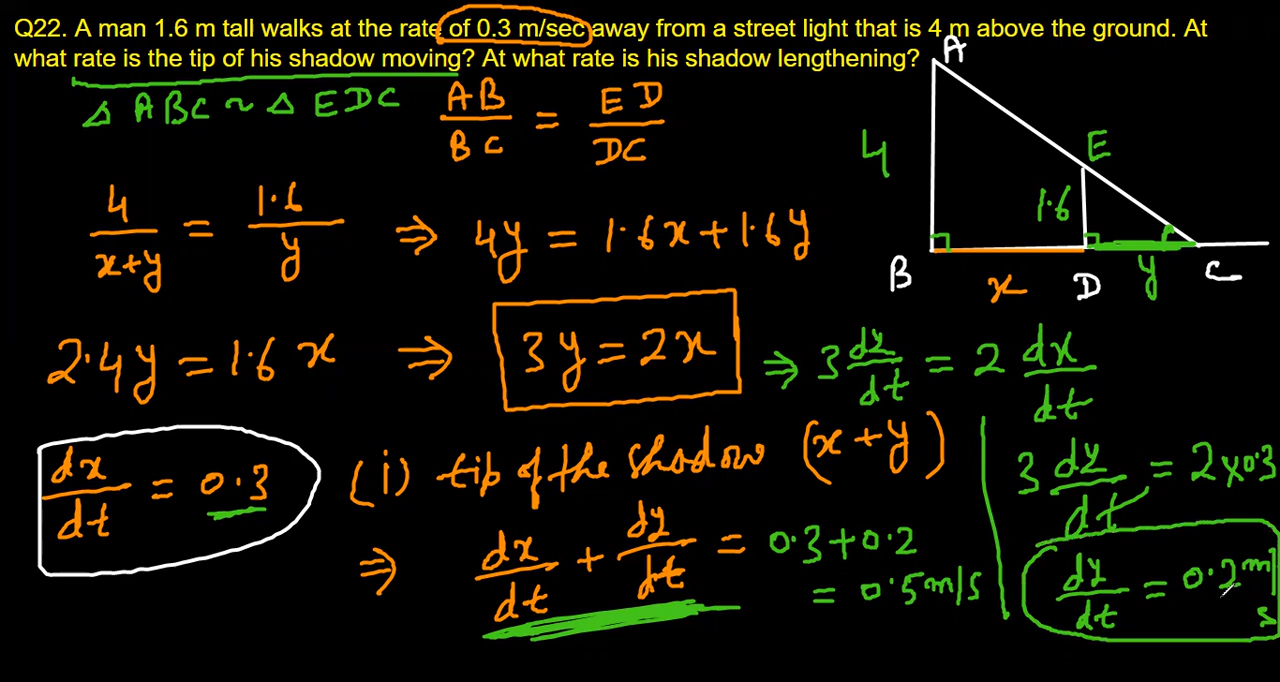 Q22. A man 1.6 m tall walks at the rate of 0.3 m/sec away from a street light that is 4 m above the ground. At
what rate is the tip of his shadow moving? At what rate is his shadow lengthening?
△ ABC ~ △ EDC
AB/BC = ED/DC
A
E
4
1.6
B
x
D
y
C
4/(x+y) = 1.6/y ⇒ 4y = 1.6x + 1.6y
2.4y = 1.6x ⇒ 3y = 2x ⇒ 3 dy/dt = 2 dx/dt
dx/dt = 0.3
(i) tip of the shadow (x+y)
⇒ dx/dt + dy/dt = 0.3+0.2
= 0.5 m/s
3 dy/dt = 2×0.3
dy/dt = 0.2 m/s